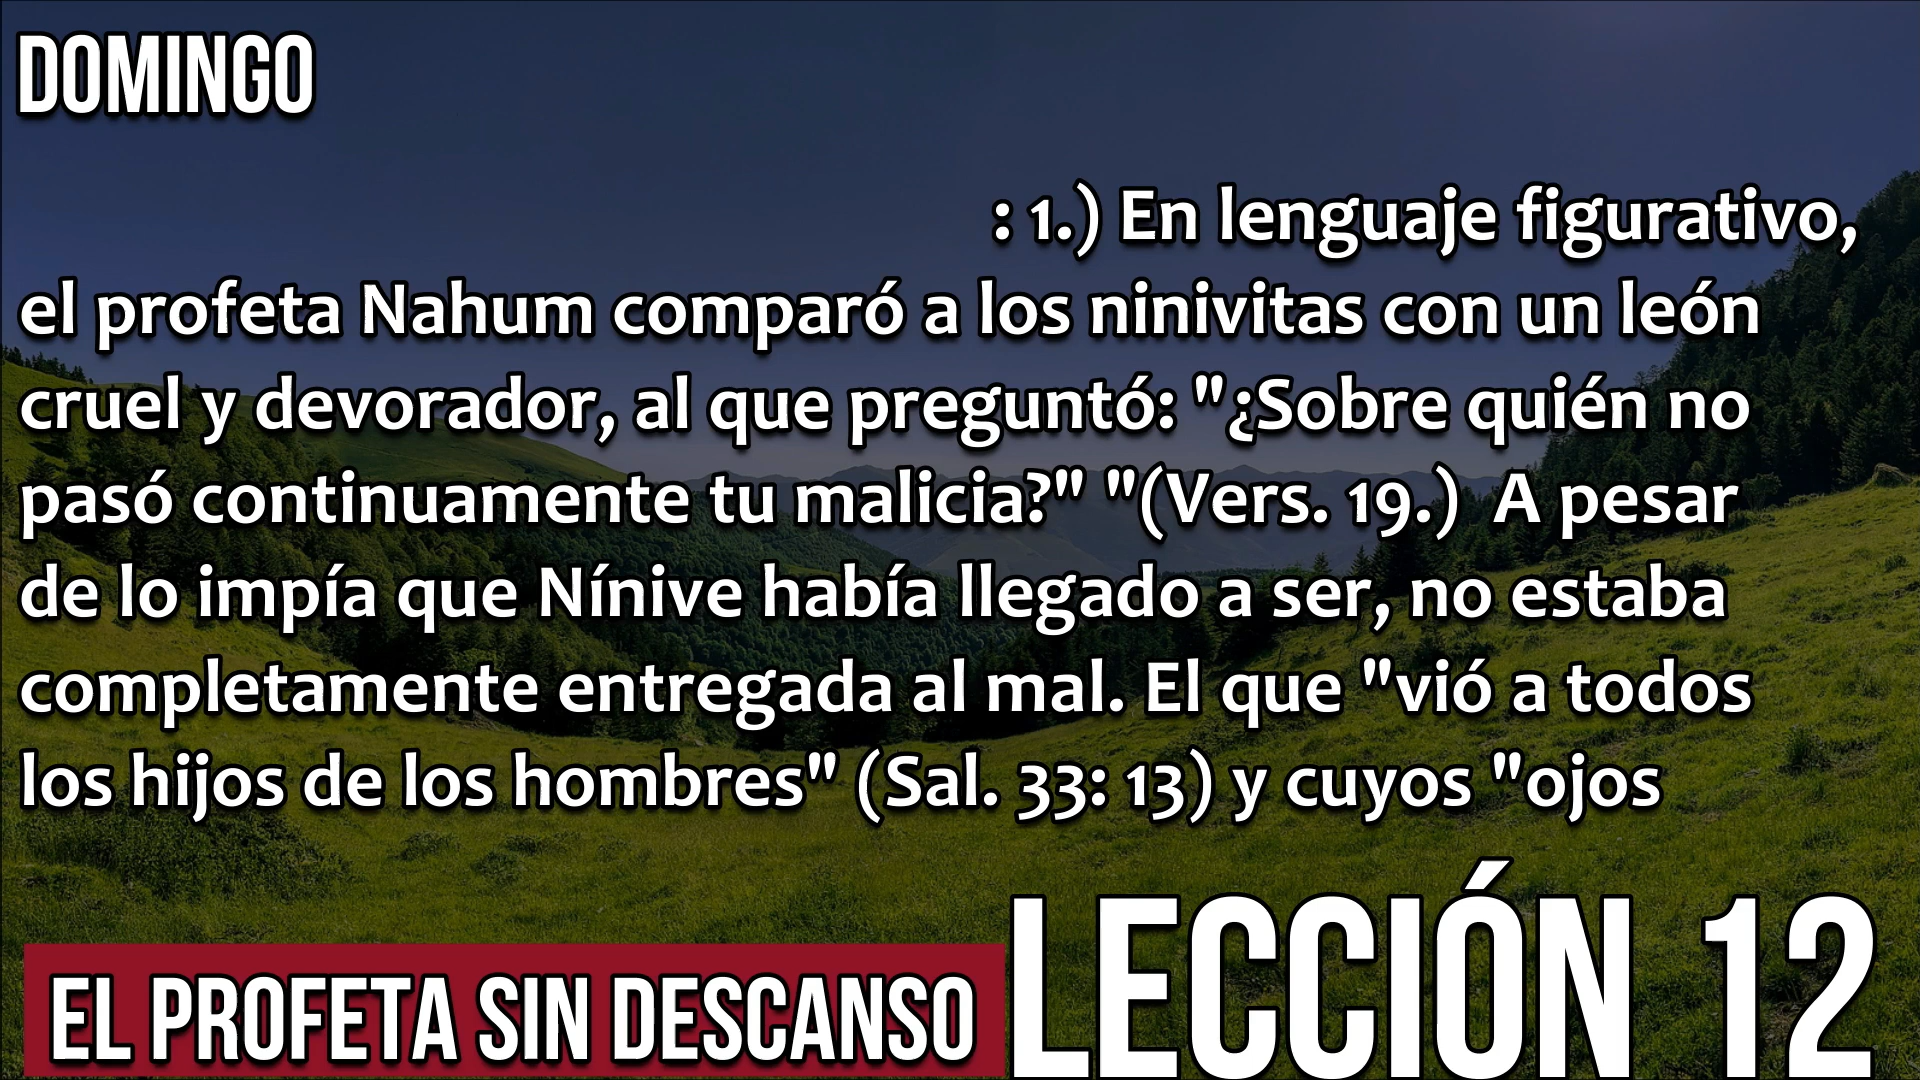 DOMINGO
: 1.) En lenguaje figurativo,
el profeta Nahum comparó a los ninivitas con un león
cruel y devorador, al que preguntó: "¿Sobre quién no
pasó continuamente tu malicia?" "(Vers. 19.)  A pesar
de lo impía que Nínive había llegado a ser, no estaba
completamente entregada al mal. El que "vió a todos
los hijos de los hombres" (Sal. 33: 13) y cuyos "ojos
EL PROFETA SIN DESCANSO
LECCIÓN 12